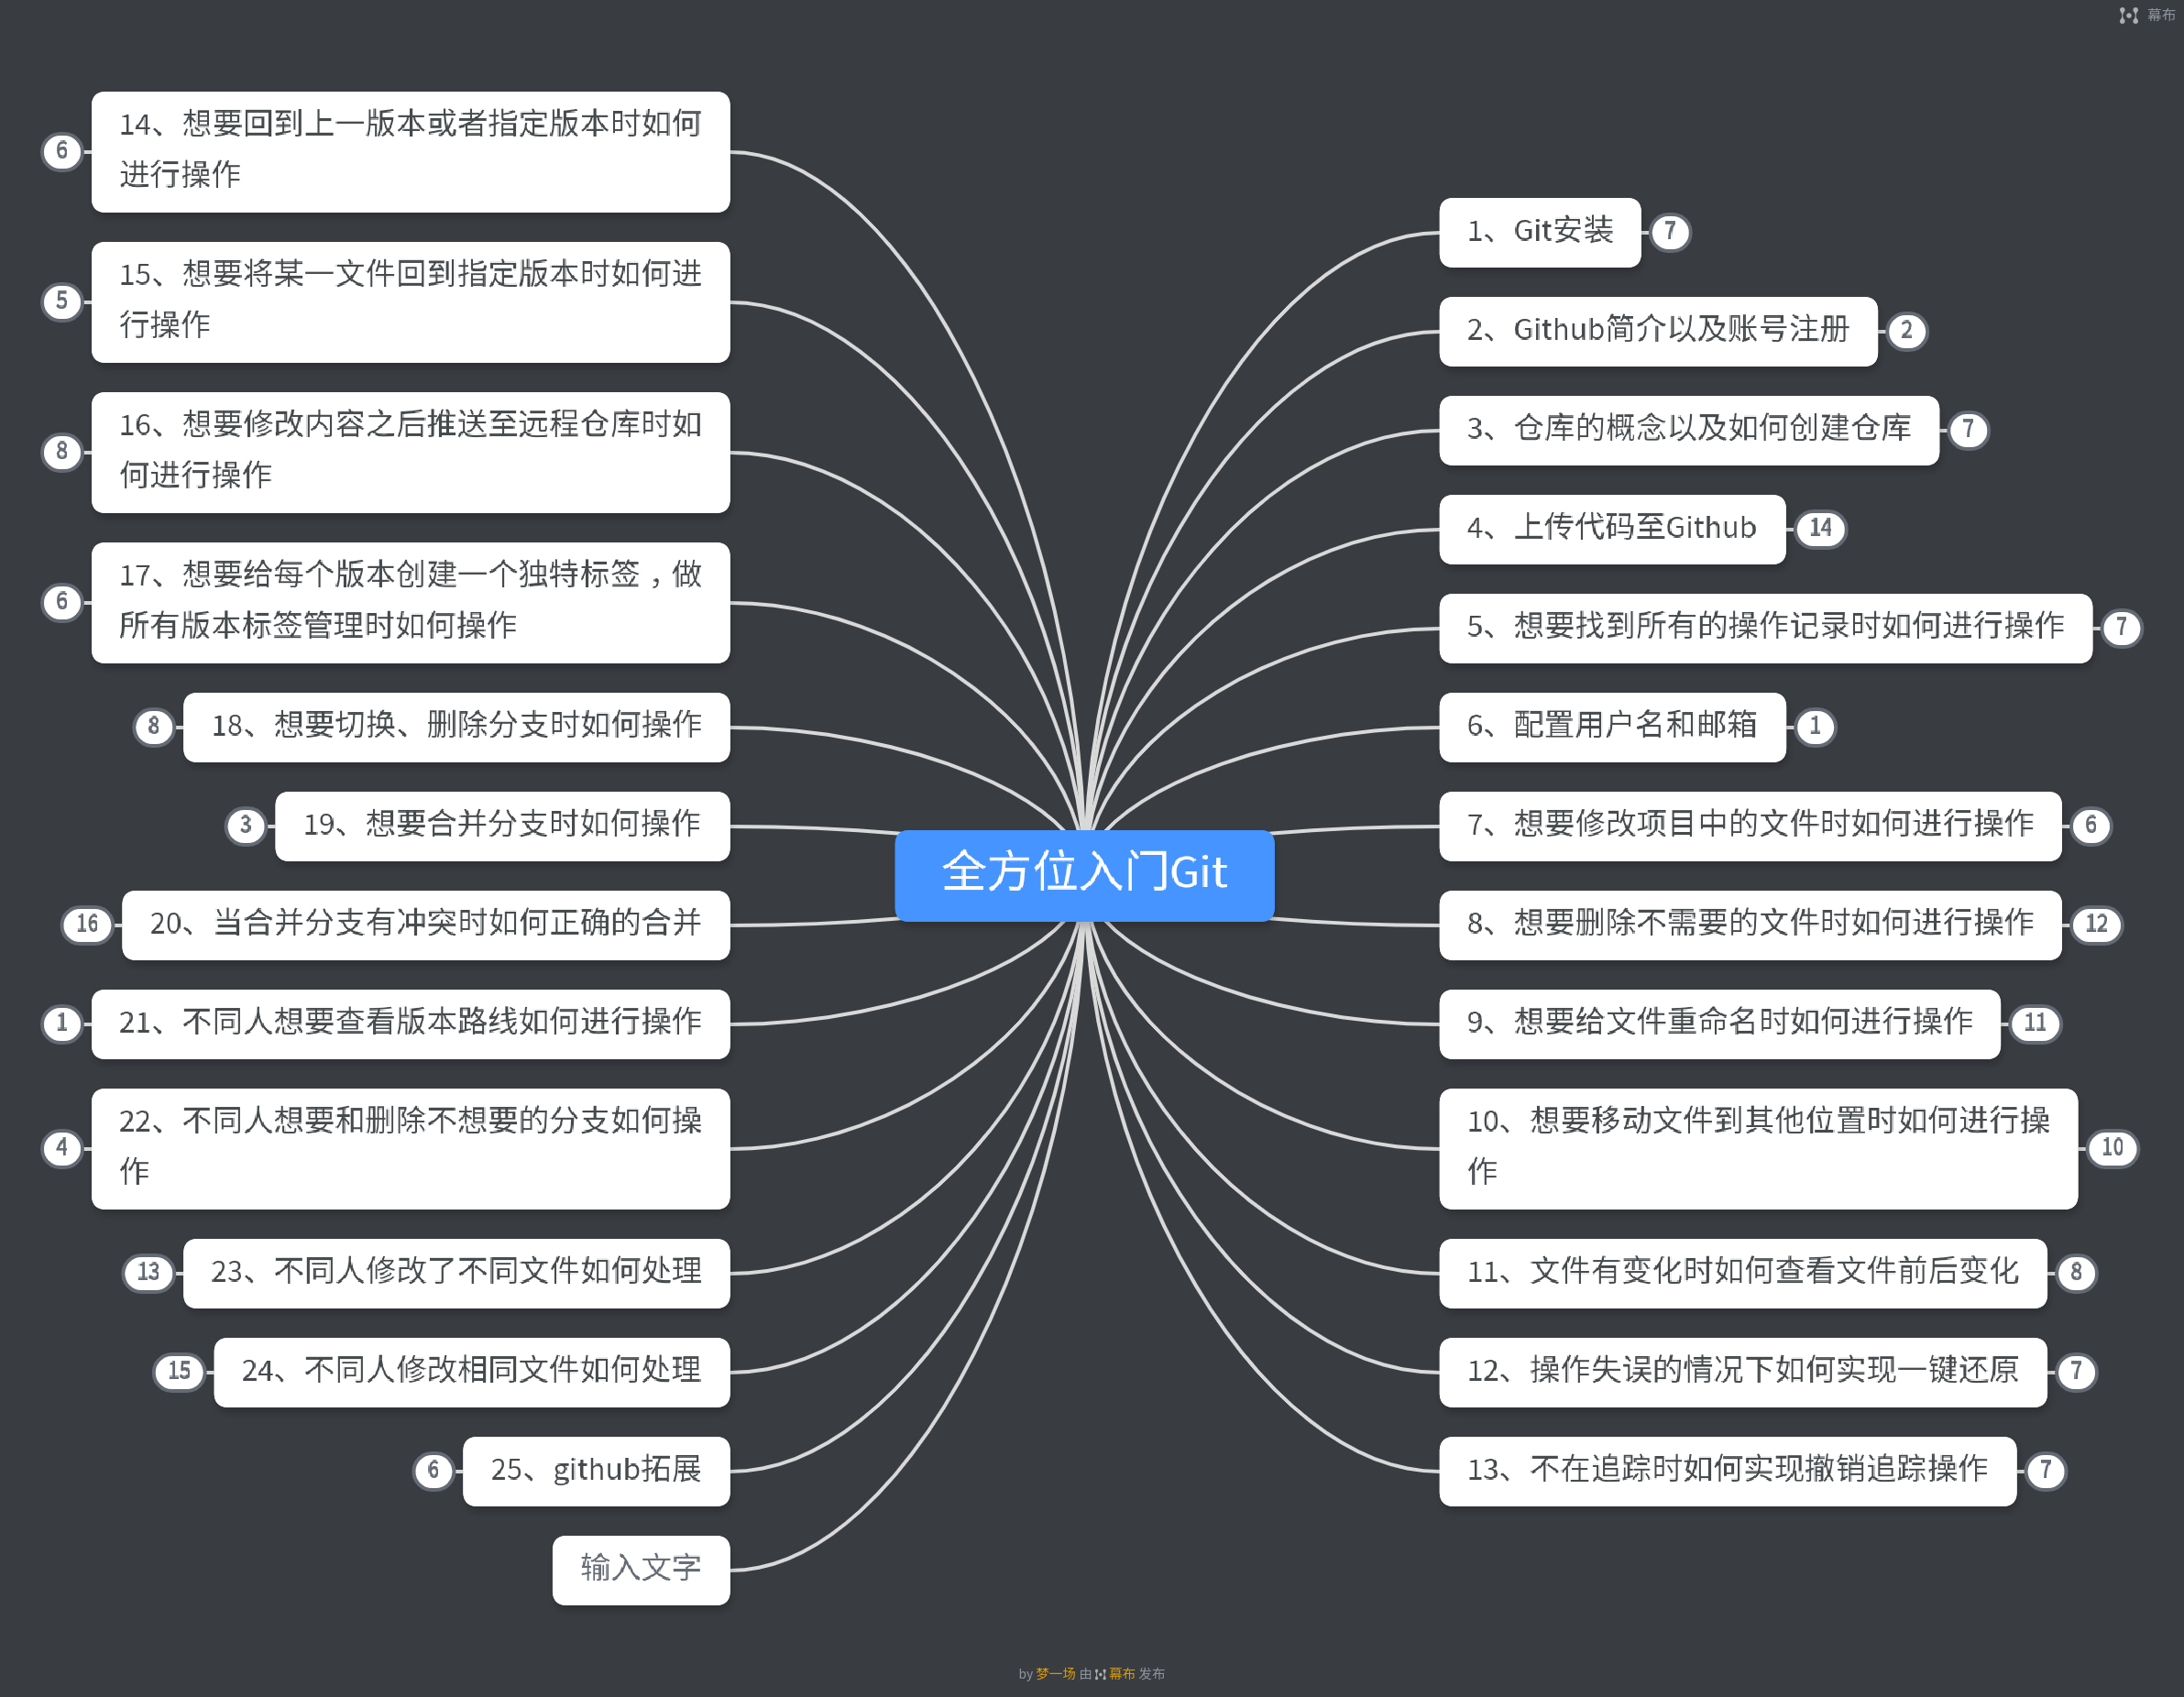 幕布
全方位入门Git
1、Git安装
7
2、Github简介以及账号注册
2
3、仓库的概念以及如何创建仓库
7
4、上传代码至Github
14
5、想要找到所有的操作记录时如何进行操作
7
6、配置用户名和邮箱
1
7、想要修改项目中的文件时如何进行操作
6
8、想要删除不需要的文件时如何进行操作
12
9、想要给文件重命名时如何进行操作
11
10、想要移动文件到其他位置时如何进行操
作
10
11、文件有变化时如何查看文件前后变化
8
12、操作失误的情况下如何实现一键还原
7
13、不在追踪时如何实现撤销追踪操作
7
14、想要回到上一版本或者指定版本时如何
进行操作
6
15、想要将某一文件回到指定版本时如何进
行操作
5
16、想要修改内容之后推送至远程仓库时如
何进行操作
8
17、想要给每个版本创建一个独特标签，做
所有版本标签管理时如何操作
6
18、想要切换、删除分支时如何操作
8
19、想要合并分支时如何操作
3
20、当合并分支有冲突时如何正确的合并
16
21、不同人想要查看版本路线如何进行操作
1
22、不同人想要和删除不想要的分支如何操
作
4
23、不同人修改了不同文件如何处理
13
24、不同人修改相同文件如何处理
15
25、github拓展
6
输入文字
by 梦一场 由 幕布 发布